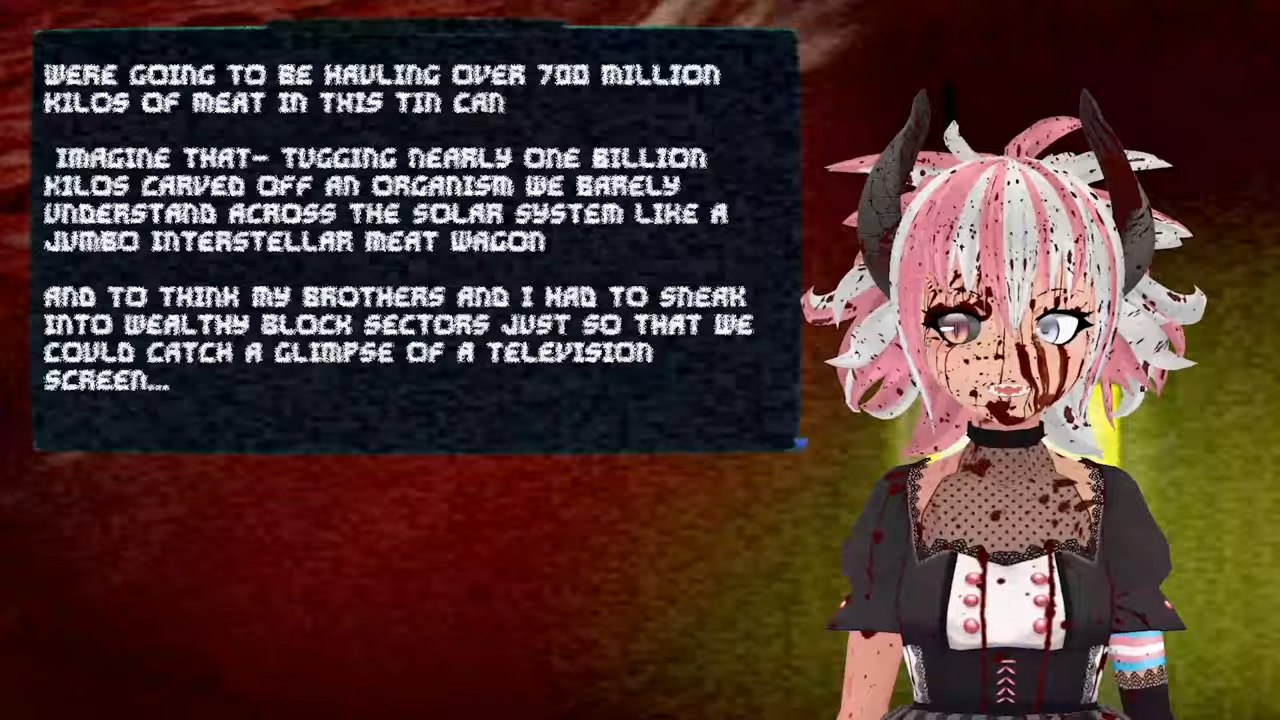 WERE GOING TO BE HAULING OVER 700 MILLION
KILOS OF MEAT IN THIS TIN CAN
IMAGINE THAT- TUGGING NEARLY ONE BILLION
KILOS CARVED OFF AN ORGANISM WE BARELY
UNDERSTAND ACROSS THE SOLAR SYSTEM LIKE A
JUMBO INTERSTELLAR MEAT WAGON
AND TO THINK MY BROTHERS AND I HAD TO SNEAK
INTO WEALTHY BLOCK SECTORS JUST SO THAT WE
COULD CATCH A GLIMPSE OF A TELEVISION
SCREEN...